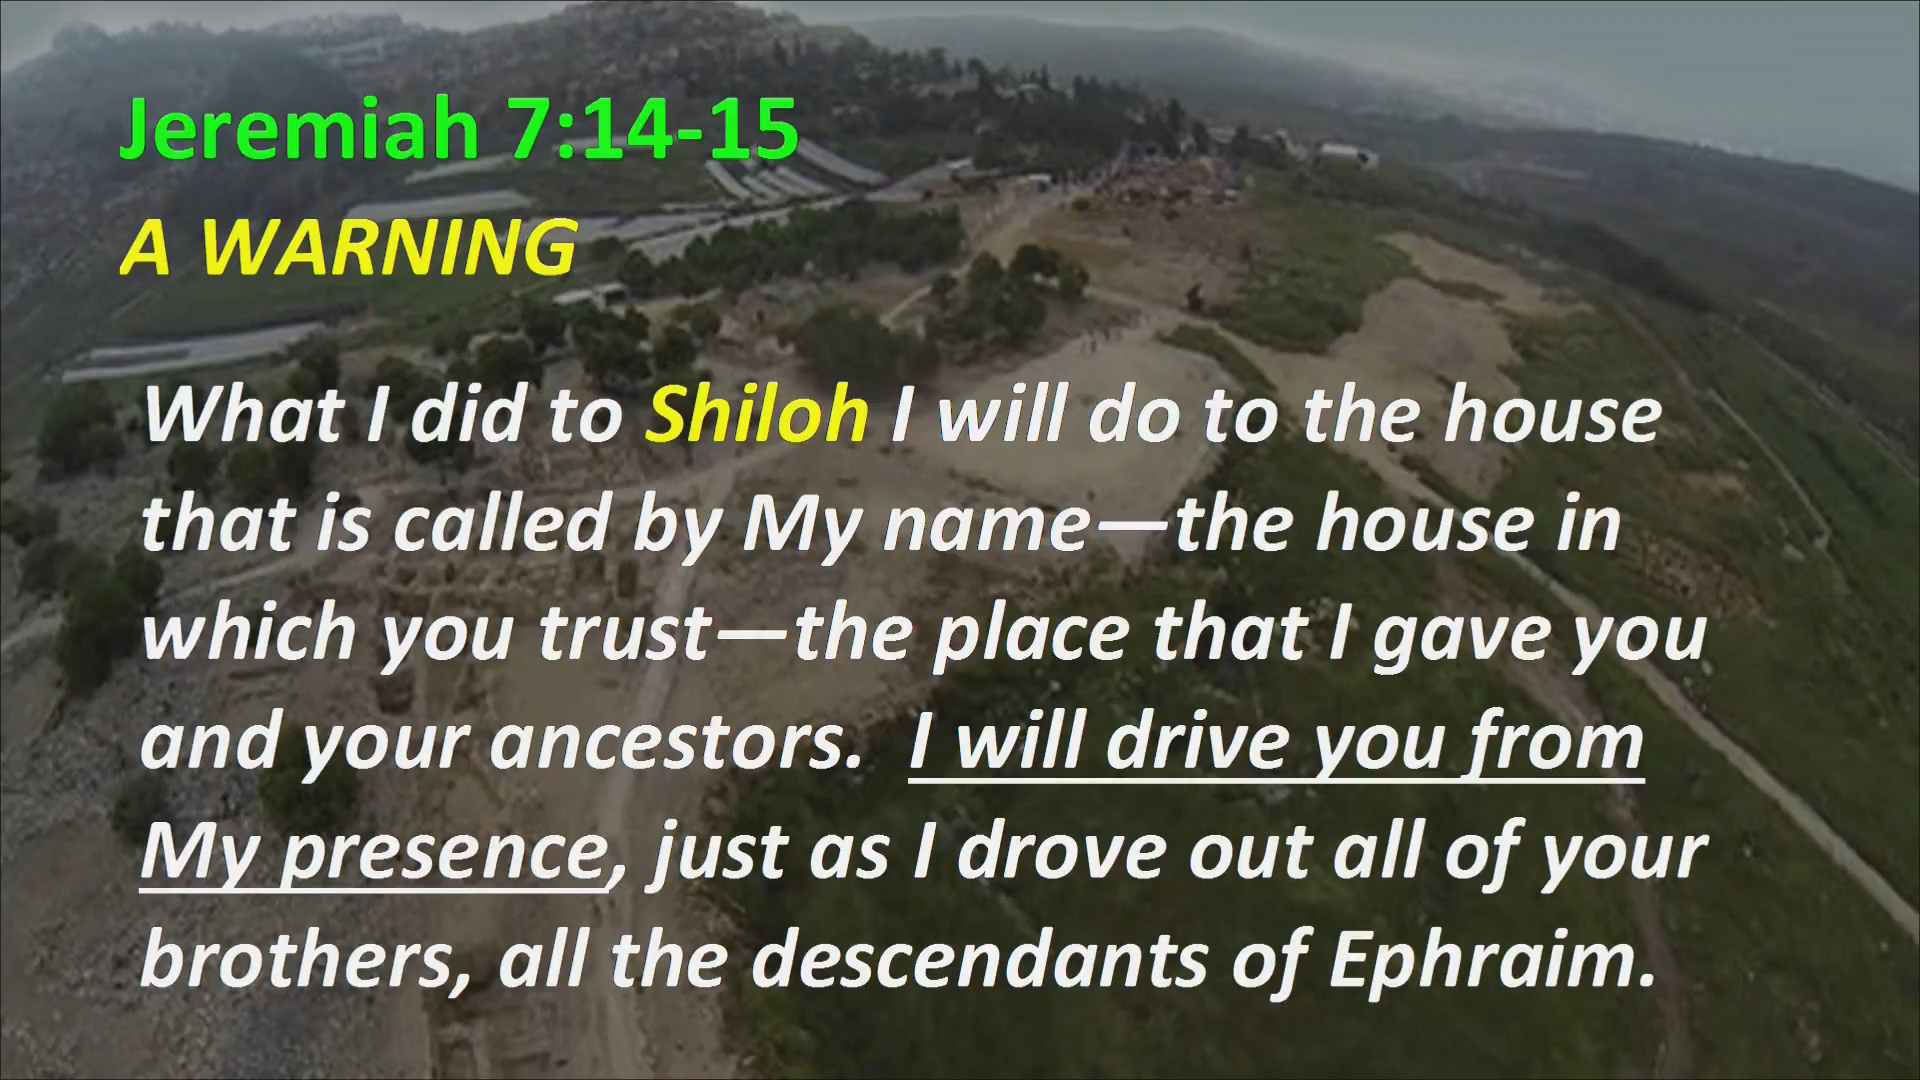 Jeremiah 7:14-15
A WARNING
What I did to Shiloh I will do to the house
that is called by My name—the house in
which you trust—the place that I gave you
and your ancestors. I will drive you from
My presence, just as I drove out all of your
brothers, all the descendants of Ephraim.